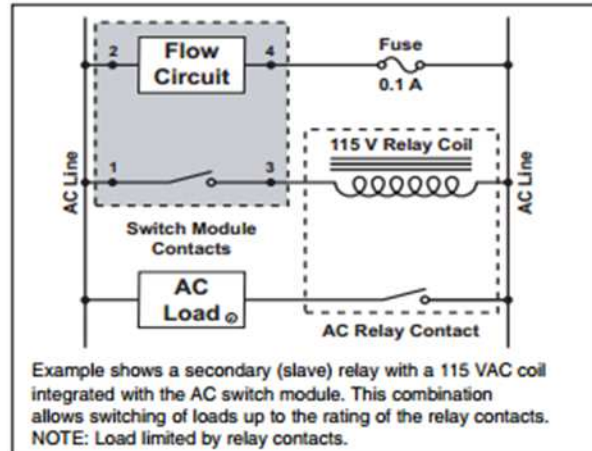 2
Flow
Circuit
4
Fuse
0.1 A
115 V Relay Coil
1
3
AC Line
AC Line
Switch Module
Contacts
AC
Load
AC Relay Contact
Example shows a secondary (slave) relay with a 115 VAC coil
integrated with the AC switch module. This combination
allows switching of loads up to the rating of the relay contacts.
NOTE: Load limited by relay contacts.